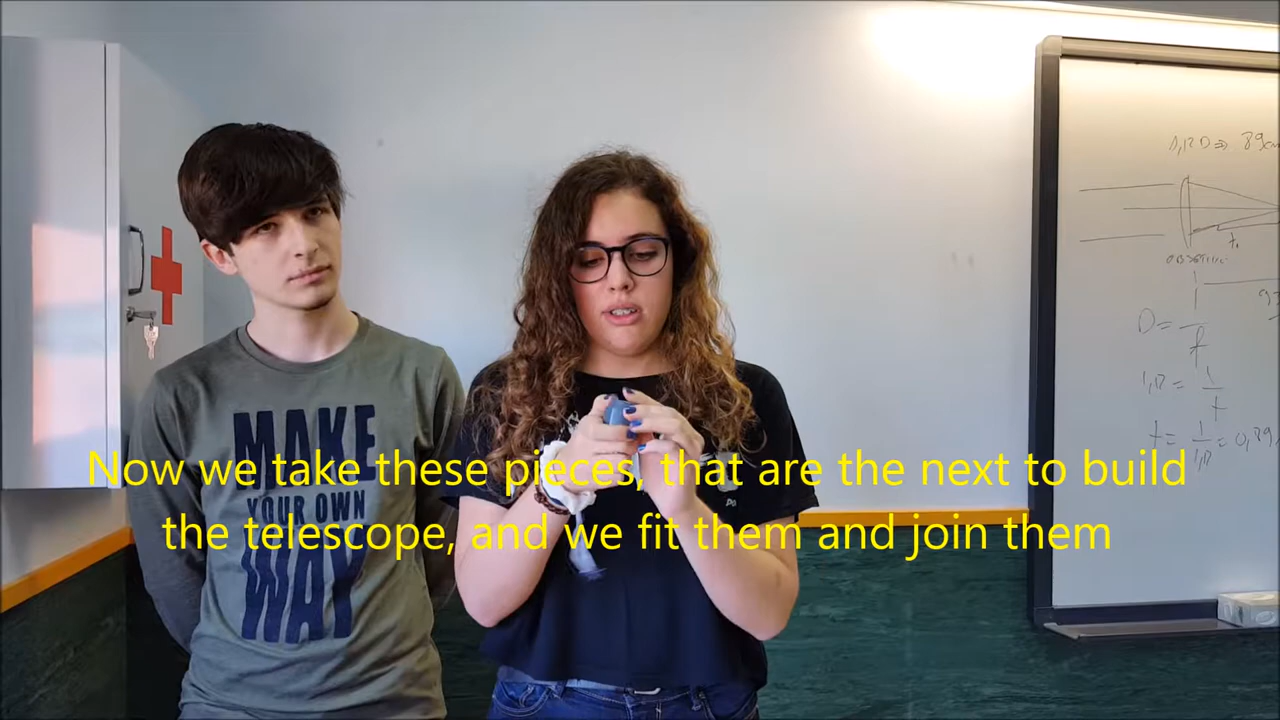 MAKE
YOUR OWN
WAY
Now we take these pieces, that are the next to build
the telescope, and we fit them and join them
D=